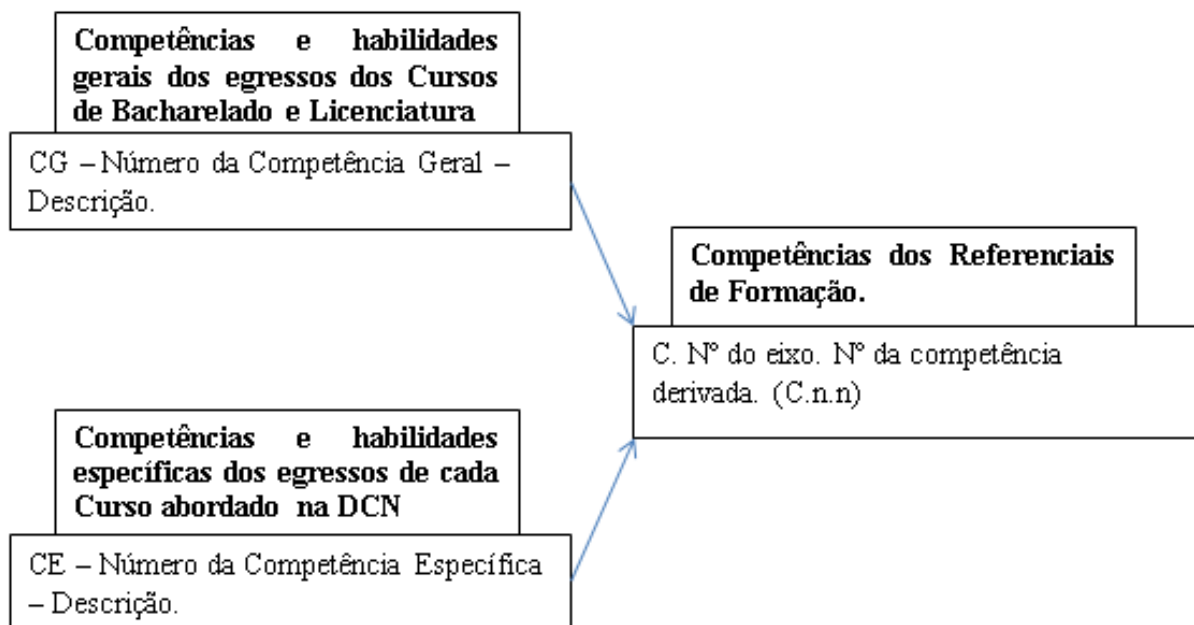 Competências e habilidades
gerais dos egressos dos Cursos
de Bacharelado e Licenciatura
CG – Número da Competência Geral –
Descrição.
Competências dos Referenciais
de Formação.
C. Nº do eixo. Nº da competência
derivada. (C.n.n)
Competências e habilidades
específicas dos egressos de cada
Curso abordado na DCN
CE – Número da Competência Específica
– Descrição.